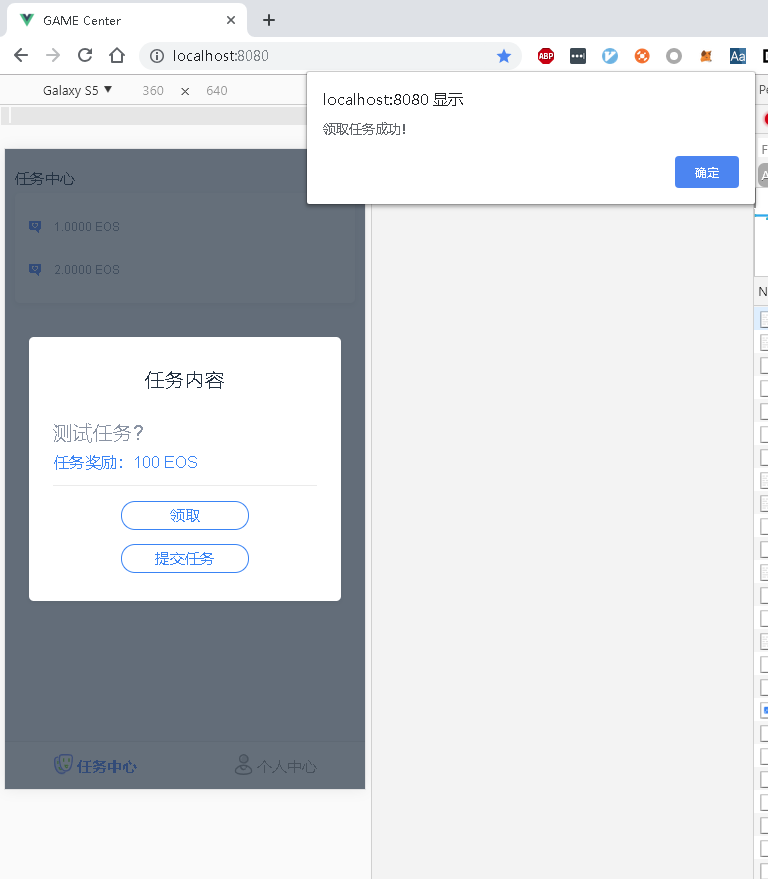 GAME Center
localhost:8080
ABP
Aa
Galaxy S5 ▼ 360 × 640
localhost:8080 显示
领取任务成功!
确定
任务中心
1.0000 EOS
2.0000 EOS
任务内容
测试任务?
任务奖励：100 EOS
领取
提交任务
任务中心
个人中心